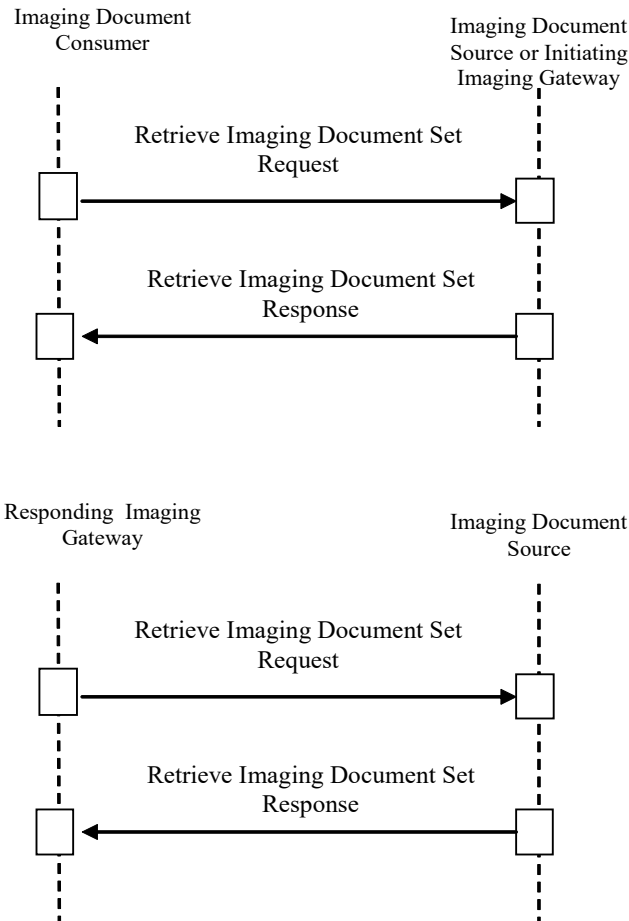 Imaging Document
Consumer
Imaging Document
Source or Initiating
Imaging Gateway
Retrieve Imaging Document Set
Request
Retrieve Imaging Document Set
Response
Responding Imaging
Gateway
Imaging Document
Source
Retrieve Imaging Document Set
Request
Retrieve Imaging Document Set
Response